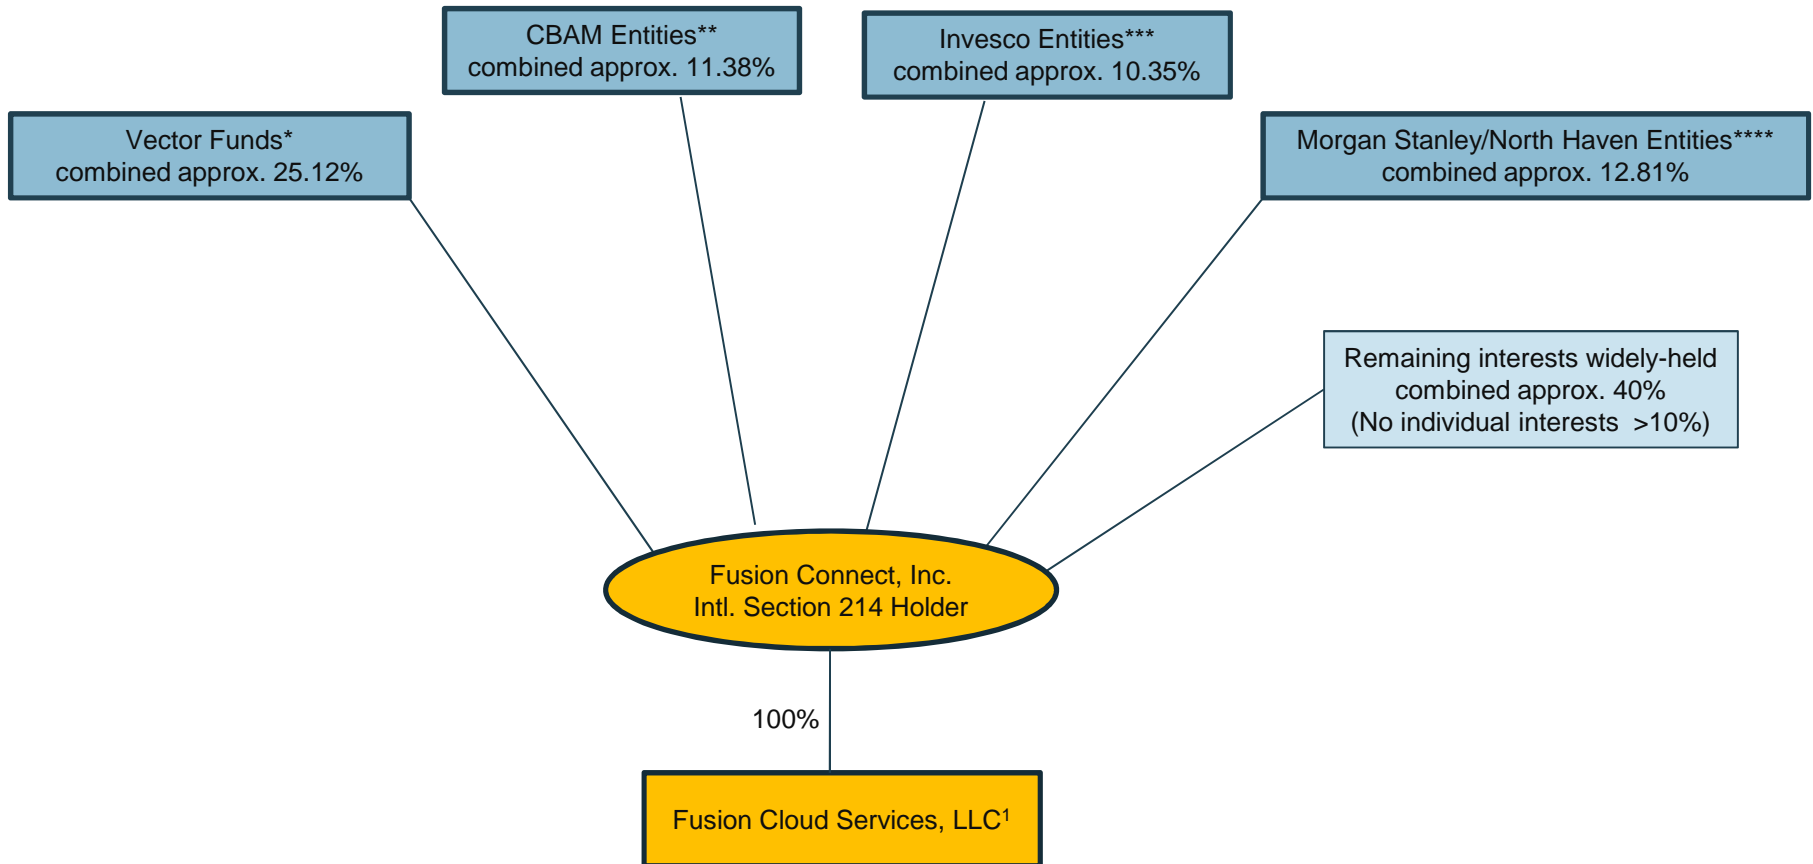 CBAM Entities**
combined approx. 11.38%
Invesco Entities***
combined approx. 10.35%
Vector Funds*
combined approx. 25.12%
Morgan Stanley/North Haven Entities****
combined approx. 12.81%
Remaining interests widely-held
combined approx. 40%
(No individual interests >10%)
Fusion Connect, Inc.
Intl. Section 214 Holder
100%
Fusion Cloud Services, LLC¹